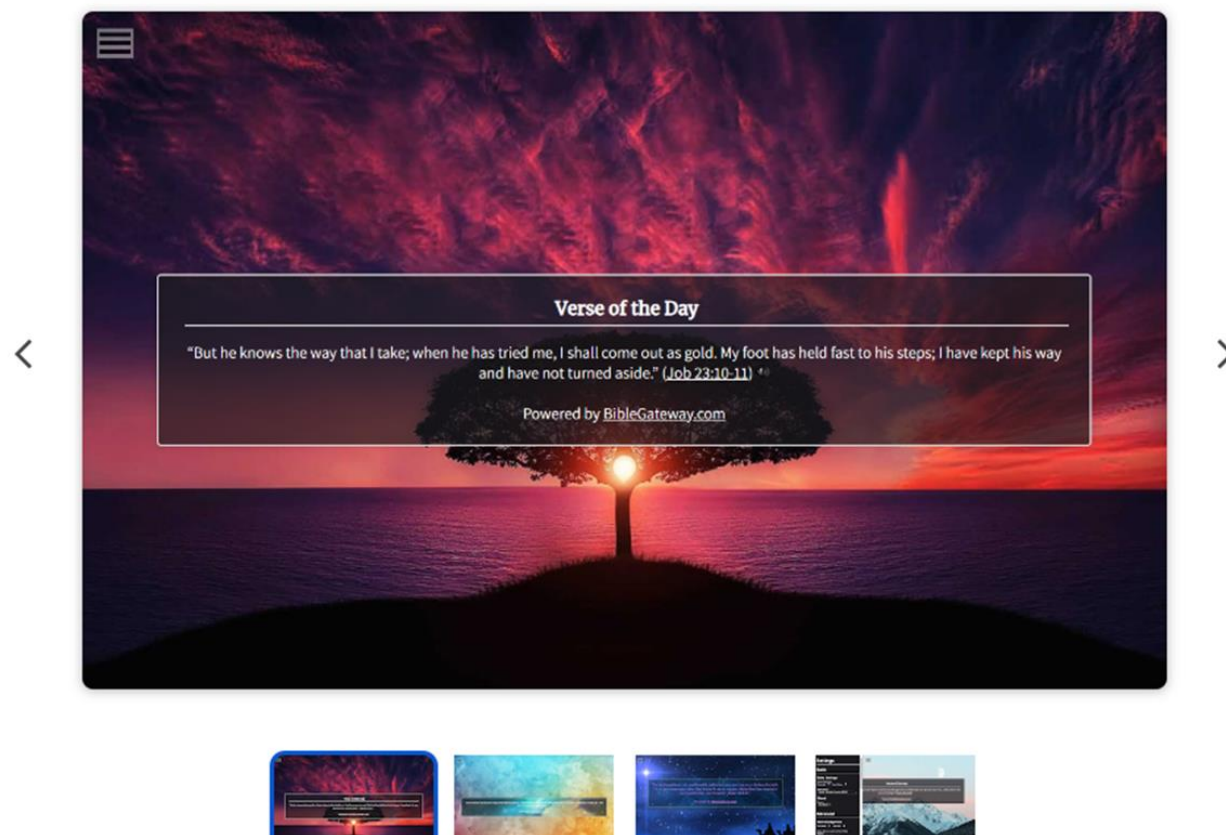 Verse of the Day
“But he knows the way that I take; when he has tried me, I shall come out as gold. My foot has held fast to his steps; I have kept his way
and have not turned aside.” (Job 23:10-11)
Powered by BibleGateway.com